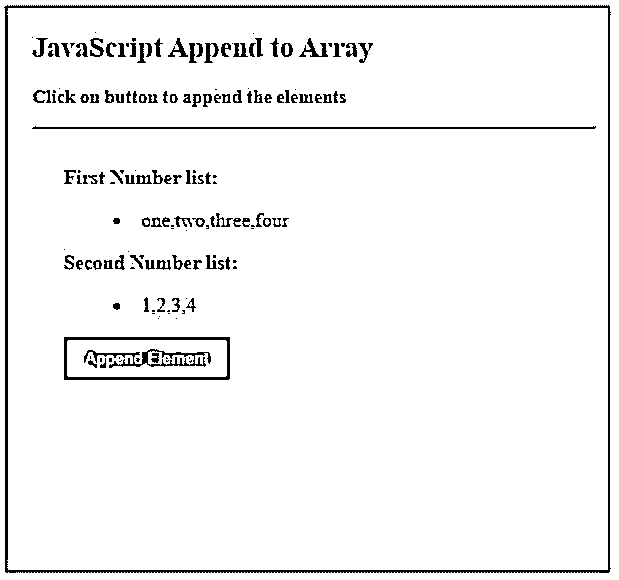 JavaScript Append to Array
Click on button to append the elements
First Number list:
• one,two,three,four
Second Number list:
• 1,2,3,4
Append Element